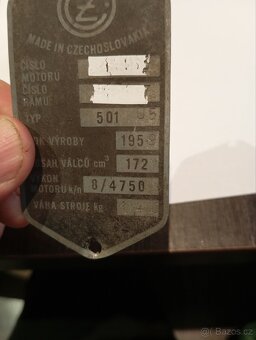 ČZ
MADE IN CZECHOSLOVAKIA
ČÍSLO
MOTORU
ČÍSLO
RÁMU
TYP 501
ROK VÝROBY 195
OBSAH VÁLCŮ cm³ 172
VÝKON
MOTORU k/n 8/4750
VÁHA STROJE kg
Bazos.cz